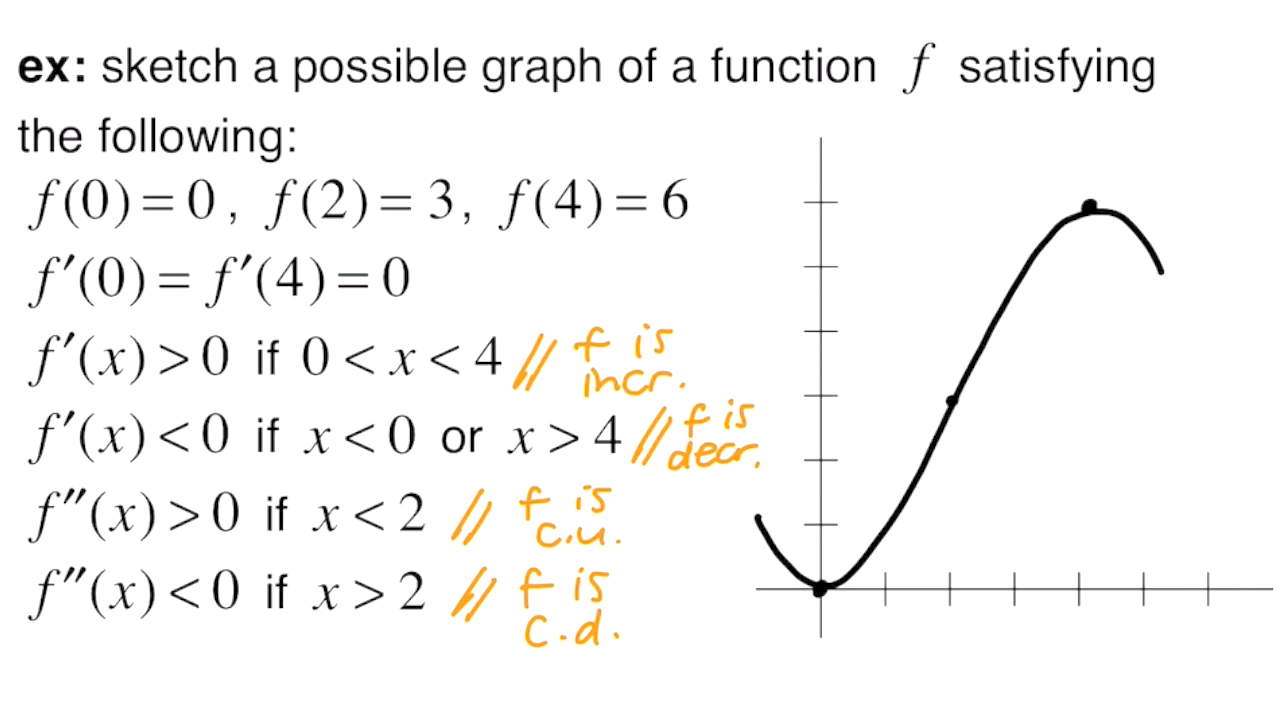 ex: sketch a possible graph of a function f satisfying
the following:
f(0)=0, f(2)=3, f(4)=6
f′(0)=f′(4)=0
f′(x)>0 if 0<x<4 // f is
incr.
f′(x)<0 if x<0 or x>4 // f is
decr.
f″(x)>0 if x<2 // f is
c.u.
f″(x)<0 if x>2 // f is
c.d.